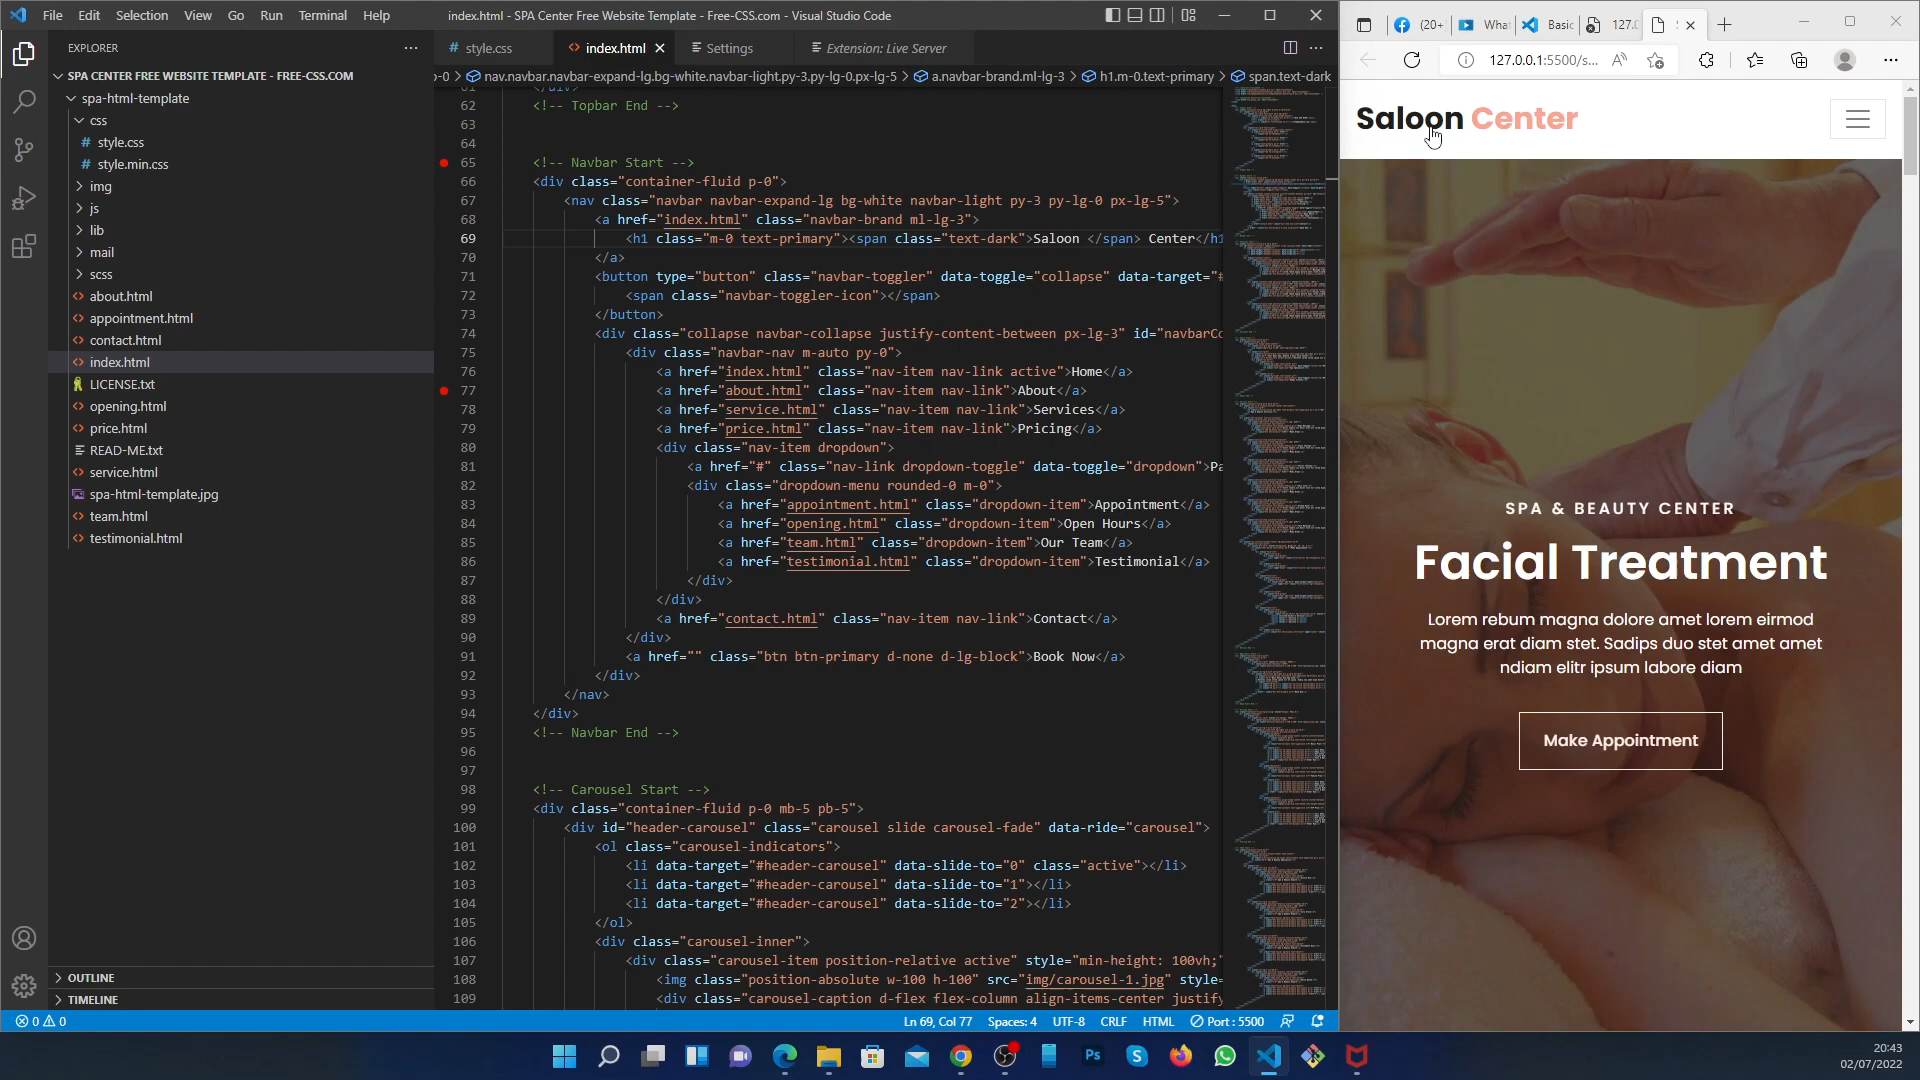 File Edit Selection View Go Run Terminal Help
index.html - SPA Center Free Website Template - Free-CSS.com - Visual Studio Code
EXPLORER
SPA CENTER FREE WEBSITE TEMPLATE - FREE-CSS.COM
spa-html-template
css
# style.css
# style.min.css
img
js
lib
mail
scss
about.html
appointment.html
contact.html
index.html
LICENSE.txt
opening.html
price.html
READ-ME.txt
service.html
spa-html-template.jpg
team.html
testimonial.html
OUTLINE
TIMELINE
# style.css
index.html
Settings
Extension: Live Server
p-0 > nav.navbar.navbar-expand-lg.bg-white.navbar-light.py-3.py-lg-0.px-lg-5 > a.navbar-brand.ml-lg-3 > h1.m-0.text-primary > span.text-dark
61 </div>
62 <!-- Topbar End -->
63
64
65 <!-- Navbar Start -->
66 <div class="container-fluid p-0">
67 <nav class="navbar navbar-expand-lg bg-white navbar-light py-3 py-lg-0 px-lg-5">
68 <a href="index.html" class="navbar-brand ml-lg-3">
69 <h1 class="m-0 text-primary"><span class="text-dark">Saloon </span> Center</h1
70 </a>
71 <button type="button" class="navbar-toggler" data-toggle="collapse" data-target="#
72 <span class="navbar-toggler-icon"></span>
73 </button>
74 <div class="collapse navbar-collapse justify-content-between px-lg-3" id="navbarCo
75 <div class="navbar-nav m-auto py-0">
76 <a href="index.html" class="nav-item nav-link active">Home</a>
77 <a href="about.html" class="nav-item nav-link">About</a>
78 <a href="service.html" class="nav-item nav-link">Services</a>
79 <a href="price.html" class="nav-item nav-link">Pricing</a>
80 <div class="nav-item dropdown">
81 <a href="#" class="nav-link dropdown-toggle" data-toggle="dropdown">Pa
82 <div class="dropdown-menu rounded-0 m-0">
83 <a href="appointment.html" class="dropdown-item">Appointment</a>
84 <a href="opening.html" class="dropdown-item">Open Hours</a>
85 <a href="team.html" class="dropdown-item">Our Team</a>
86 <a href="testimonial.html" class="dropdown-item">Testimonial</a>
87 </div>
88 </div>
89 <a href="contact.html" class="nav-item nav-link">Contact</a>
90 </div>
91 <a href="" class="btn btn-primary d-none d-lg-block">Book Now</a>
92 </div>
93 </nav>
94 </div>
95 <!-- Navbar End -->
96
97
98 <!-- Carousel Start -->
99 <div class="container-fluid p-0 mb-5 pb-5">
100 <div id="header-carousel" class="carousel slide carousel-fade" data-ride="carousel">
101 <ol class="carousel-indicators">
102 <li data-target="#header-carousel" data-slide-to="0" class="active"></li>
103 <li data-target="#header-carousel" data-slide-to="1"></li>
104 <li data-target="#header-carousel" data-slide-to="2"></li>
105 </ol>
106 <div class="carousel-inner">
107 <div class="carousel-item position-relative active" style="min-height: 100vh;"
108 <img class="position-absolute w-100 h-100" src="img/carousel-1.jpg" style=
109 <div class="carousel-caption d-flex flex-column align-items-center justify
0 0
Ln 69, Col 77 Spaces: 4 UTF-8 CRLF HTML Port : 5500
(20+ Wha Basic 127.0 S
127.0.0.1:5500/s...
Saloon Center
SPA & BEAUTY CENTER
Facial Treatment
Lorem rebum magna dolore amet lorem eirmod
magna erat diam stet. Sadips duo stet amet amet
ndiam elitr ipsum labore diam
Make Appointment
Ps
20:43
02/07/2022